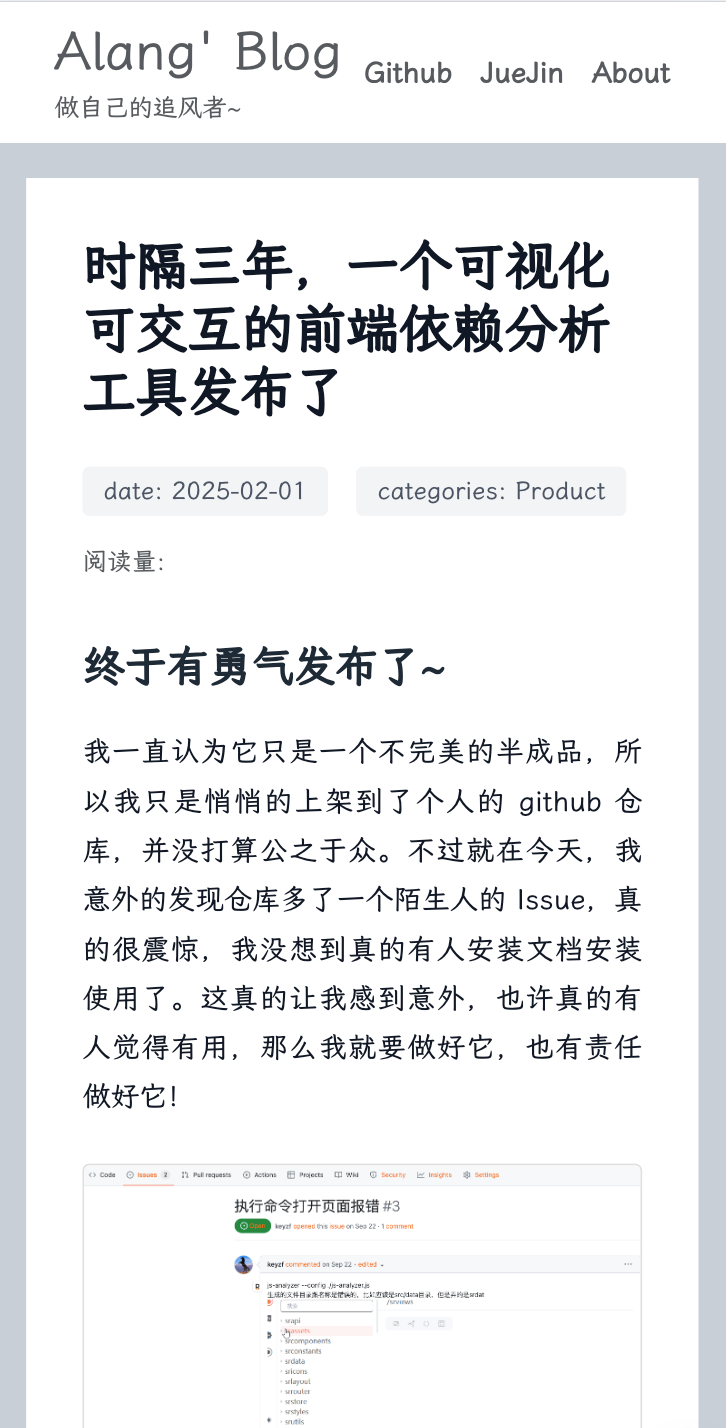 Alang' Blog
Github JueJin About
做自己的追风者~
时隔三年，一个可视化
可交互的前端依赖分析
工具发布了
date: 2025-02-01 categories: Product
阅读量:
终于有勇气发布了~
我一直认为它只是一个不完美的半成品，所
以我只是悄悄的上架到了个人的 github 仓
库，并没打算公之于众。不过就在今天，我
意外的发现仓库多了一个陌生人的 Issue，真
的很震惊，我没想到真的有人安装文档安装
使用了。这真的让我感到意外，也许真的有
人觉得有用，那么我就要做好它，也有责任
做好它！
Code Issues 2 Pull requests Actions Projects Wiki Security Insights Settings
执行命令打开页面报错 #3
Open keyzf opened this issue on Sep 22 · 1 comment
keyzf commented on Sep 22 · edited
js-analyzer --config ./js-analyzer.js
/srviews
srapi
srcomponents
srconstants
srdata
sricons
srlayout
srrouter
srstore
srstyles
srutils